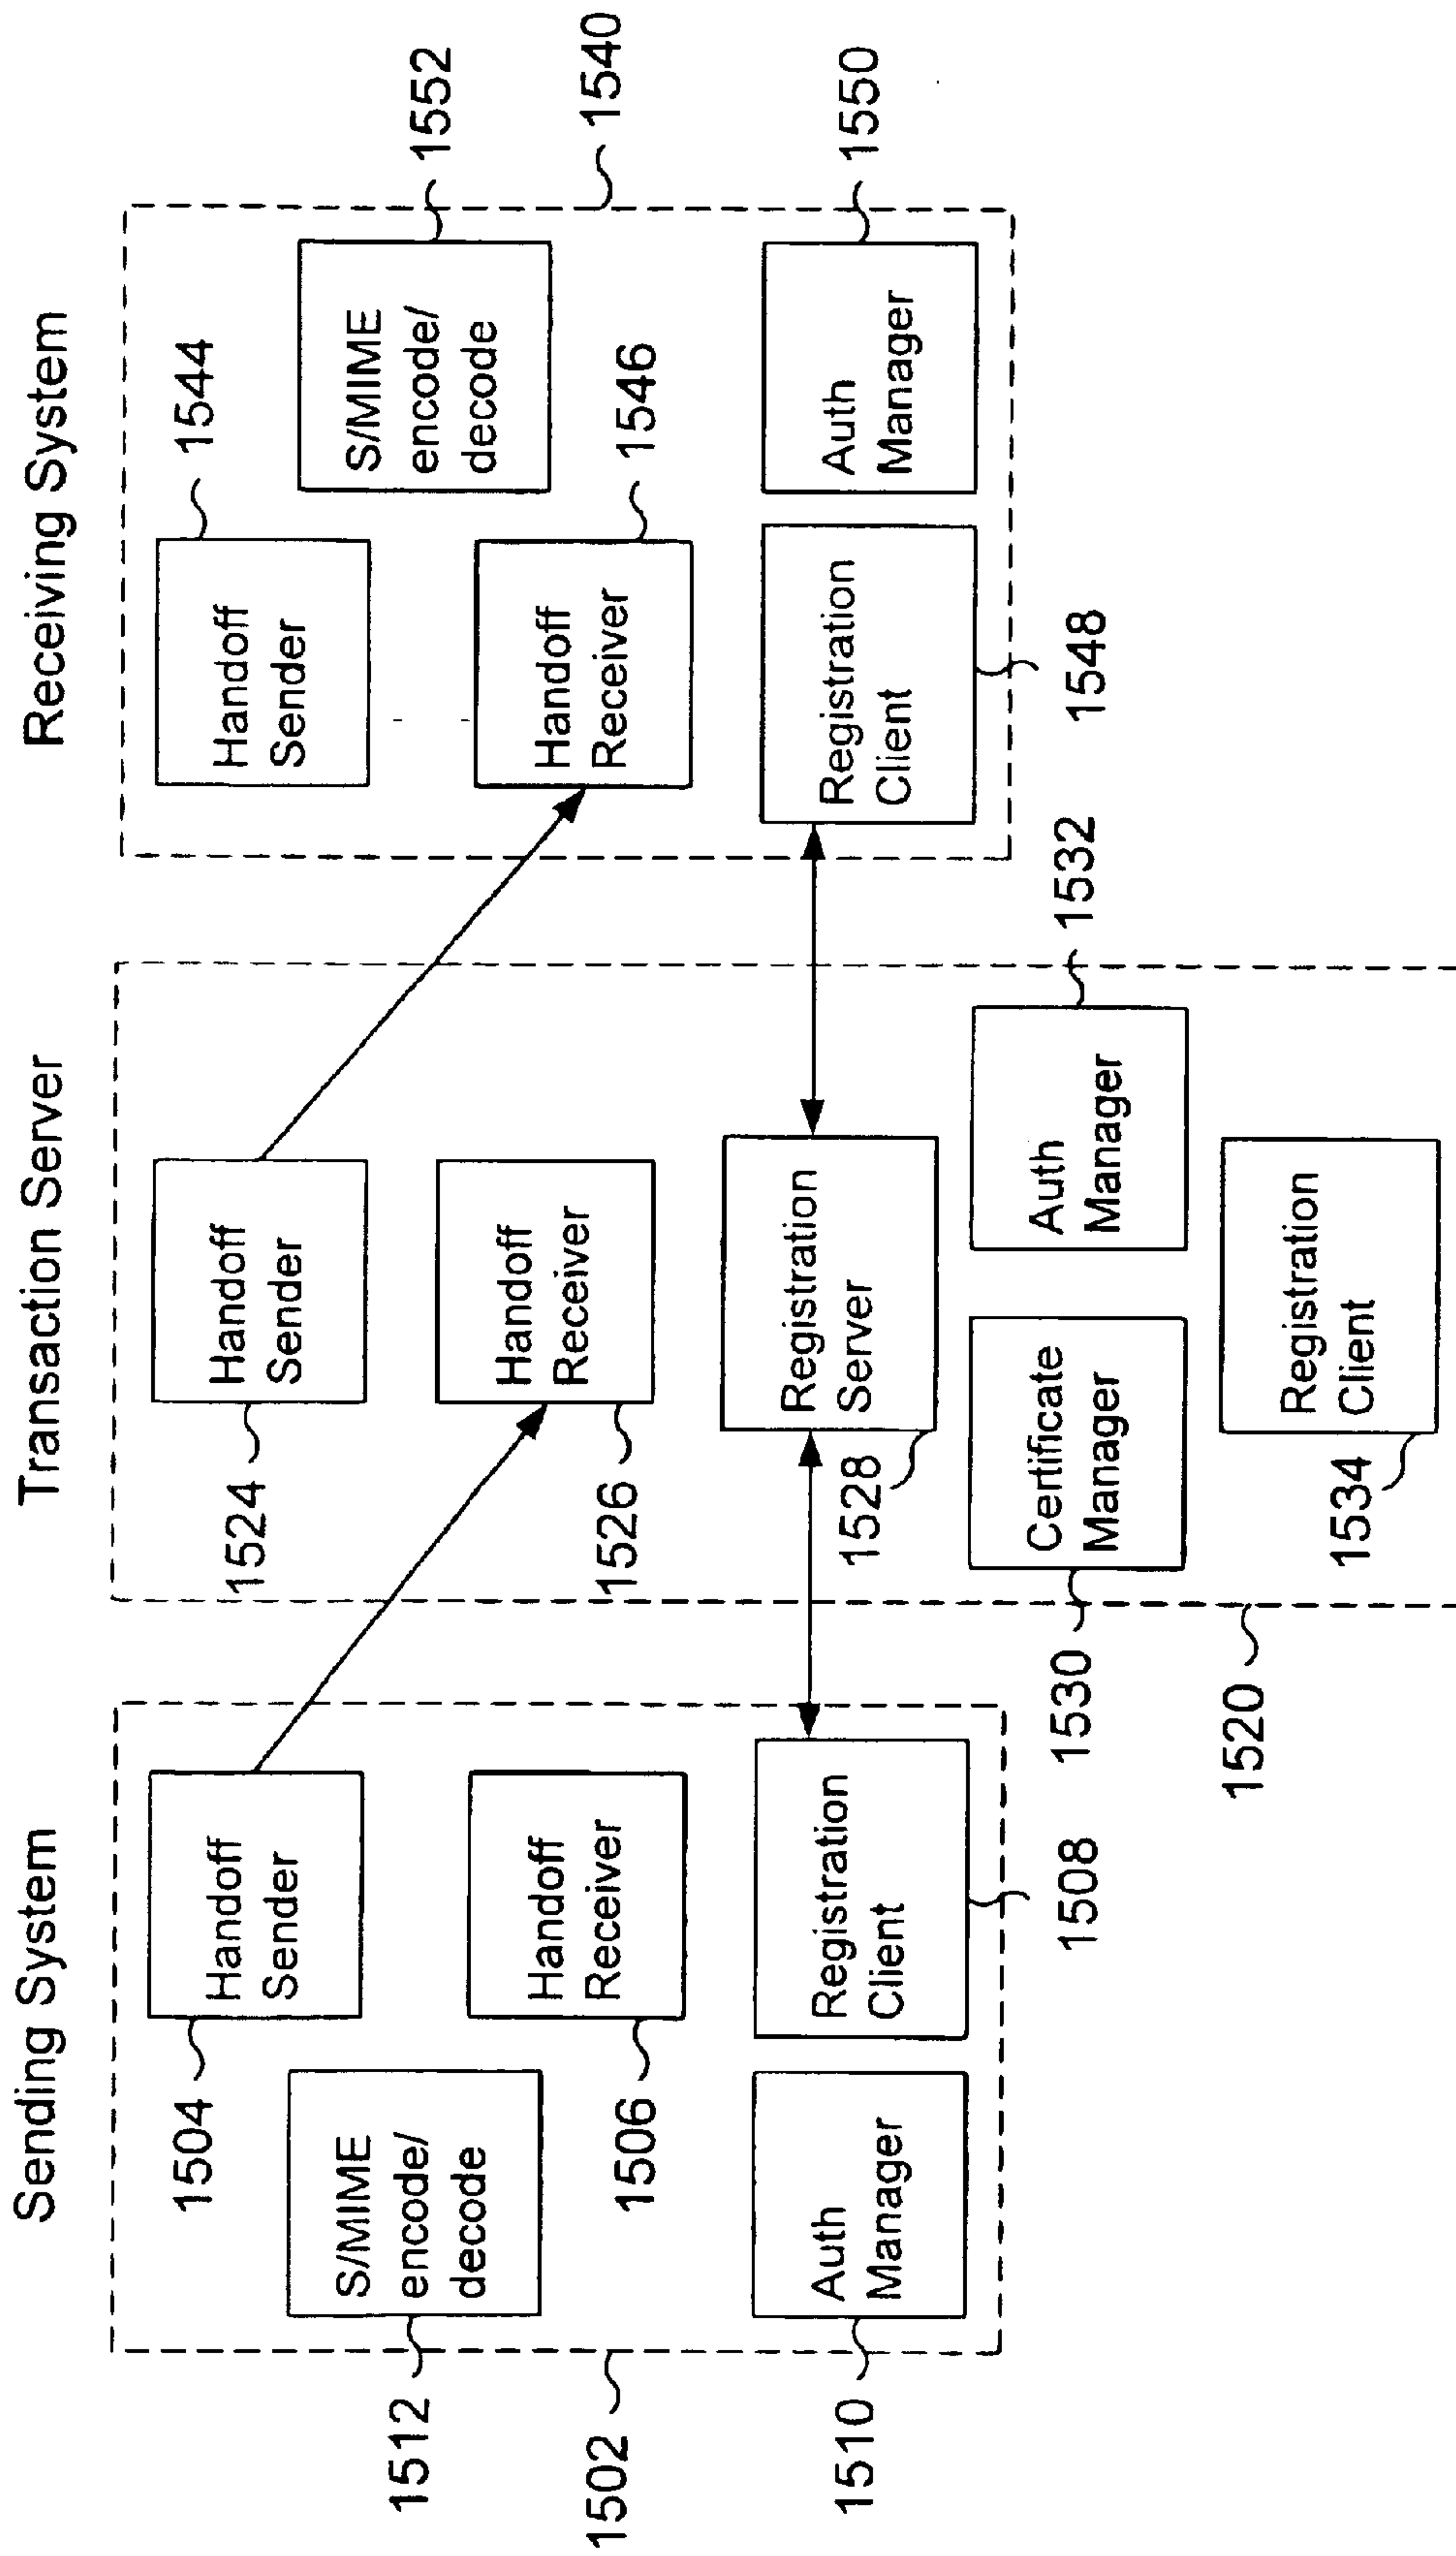 Sending System
Transaction Server
Receiving System
1504
Handoff
Sender
1524
Handoff
Sender
Handoff
Sender
1544
1512
S/MIME
encode/
decode
1506
Handoff
Receiver
1526
Handoff
Receiver
Handoff
Receiver
1546
S/MIME
encode/
decode
1552
1502
1540
1510
Auth
Manager
Registration
Client
1508
1528
Registration
Server
Registration
Client
1548
Auth
Manager
1550
1530
Certificate
Manager
Auth
Manager
1532
1520
1534
Registration
Client